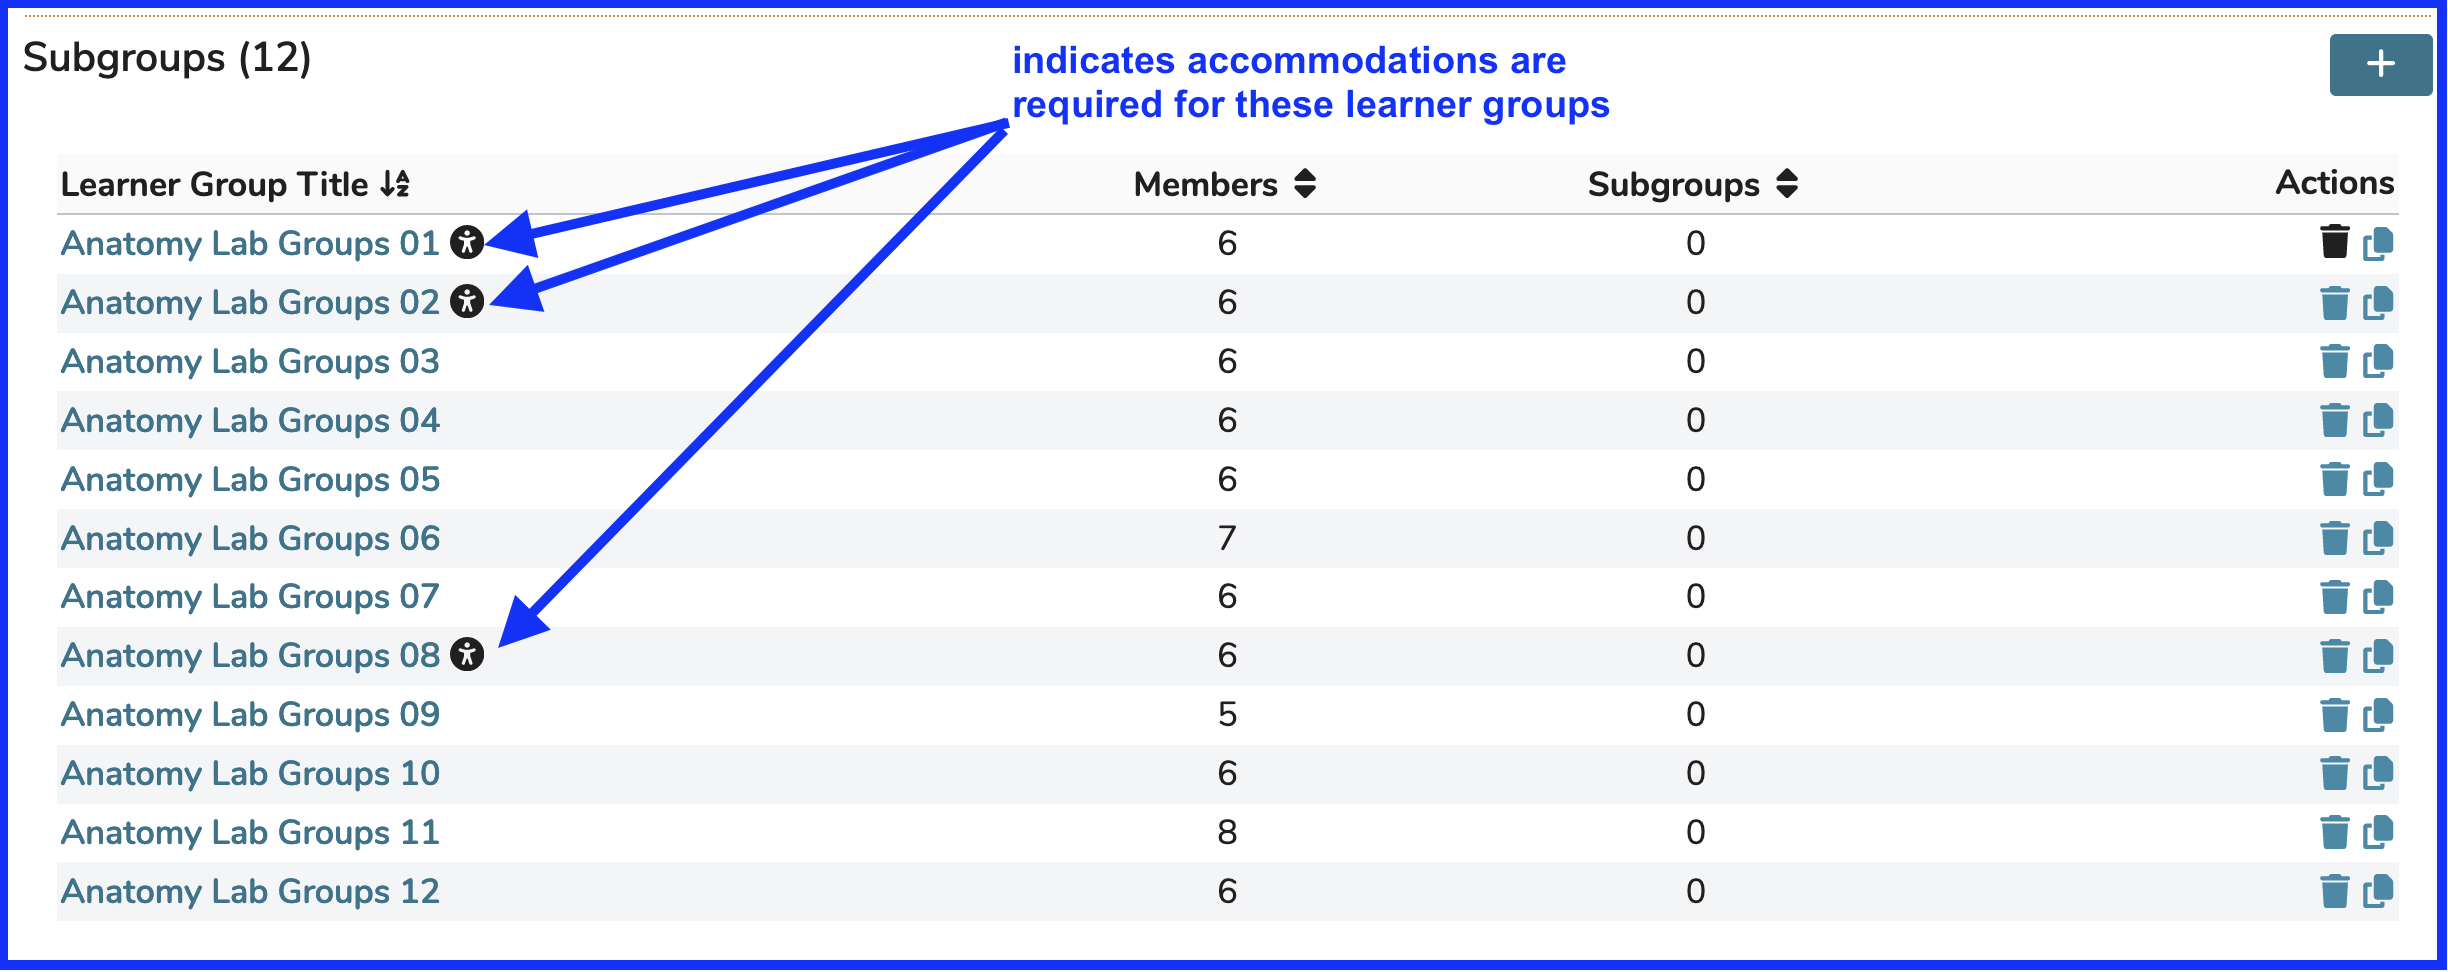 Subgroups (12)
indicates accommodations are
required for these learner groups
Learner Group Title Members Subgroups Actions
Anatomy Lab Groups 01 6 0
Anatomy Lab Groups 02 6 0
Anatomy Lab Groups 03 6 0
Anatomy Lab Groups 04 6 0
Anatomy Lab Groups 05 6 0
Anatomy Lab Groups 06 7 0
Anatomy Lab Groups 07 6 0
Anatomy Lab Groups 08 6 0
Anatomy Lab Groups 09 5 0
Anatomy Lab Groups 10 6 0
Anatomy Lab Groups 11 8 0
Anatomy Lab Groups 12 6 0